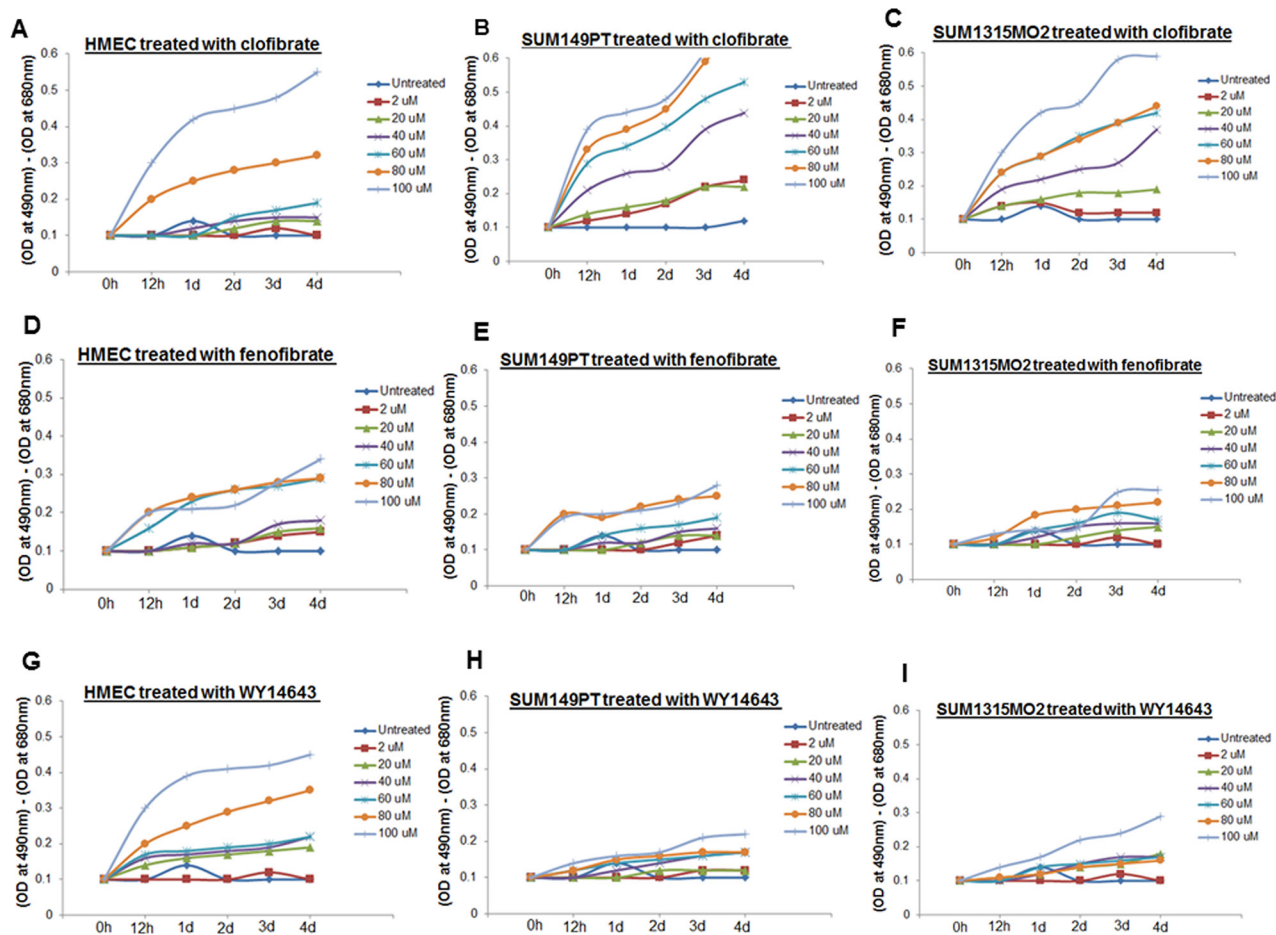 A
HMEC treated with clofibrate
(OD at 490nm) - (OD at 680nm)
0.6
0.5
0.4
0.3
0.2
0.1
0
0h 12h 1d 2d 3d 4d
Untreated
2 uM
20 uM
40 uM
60 uM
80 uM
100 uM
B
SUM149PT treated with clofibrate
(OD at 490nm) - (OD at 680nm)
0.6
0.5
0.4
0.3
0.2
0.1
0
0h 12h 1d 2d 3d 4d
Untreated
2 uM
20 uM
40 uM
60 uM
80 uM
100 uM
C
SUM1315MO2 treated with clofibrate
(OD at 490nm) - (OD at 680nm)
0.6
0.5
0.4
0.3
0.2
0.1
0
0h 12h 1d 2d 3d 4d
Untreated
2 uM
20 uM
40 uM
60 uM
80 uM
100 uM
D
HMEC treated with fenofibrate
(OD at 490nm) - (OD at 680nm)
0.6
0.5
0.4
0.3
0.2
0.1
0
0h 12h 1d 2d 3d 4d
Untreated
2 uM
20 uM
40 uM
60 uM
80 uM
100 uM
E
SUM149PT treated with fenofibrate
(OD at 490nm) - (OD at 680nm)
0.6
0.5
0.4
0.3
0.2
0.1
0
0h 12h 1d 2d 3d 4d
Untreated
2 uM
20 uM
40 uM
60 uM
80 uM
100 uM
F
SUM1315MO2 treated with fenofibrate
(OD at 490nm) - (OD at 680nm)
0.6
0.5
0.4
0.3
0.2
0.1
0
0h 12h 1d 2d 3d 4d
Untreated
2 uM
20 uM
40 uM
60 uM
80 uM
100 uM
G
HMEC treated with WY14643
(OD at 490nm) - (OD at 680nm)
0.6
0.5
0.4
0.3
0.2
0.1
0
0h 12h 1d 2d 3d 4d
Untreated
2 uM
20 uM
40 uM
60 uM
80 uM
100 uM
H
SUM149PT treated with WY14643
(OD at 490nm) - (OD at 680nm)
0.6
0.5
0.4
0.3
0.2
0.1
0
0h 12h 1d 2d 3d 4d
Untreated
2 uM
20 uM
40 uM
60 uM
80 uM
100 uM
I
SUM1315MO2 treated with WY14643
(OD at 490nm) - (OD at 680nm)
0.6
0.5
0.4
0.3
0.2
0.1
0
0h 12h 1d 2d 3d 4d
Untreated
2 uM
20 uM
40 uM
60 uM
80 uM
100 uM